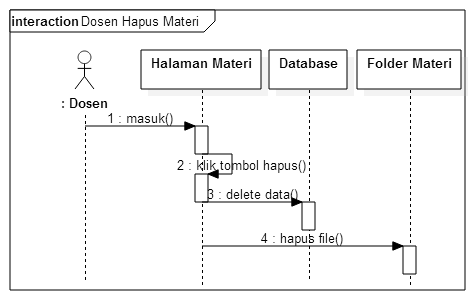 interaction Dosen Hapus Materi
Halaman Materi
Database
Folder Materi
: Dosen
1 : masuk()
2 : klik tombol hapus()
3 : delete data()
4 : hapus file()